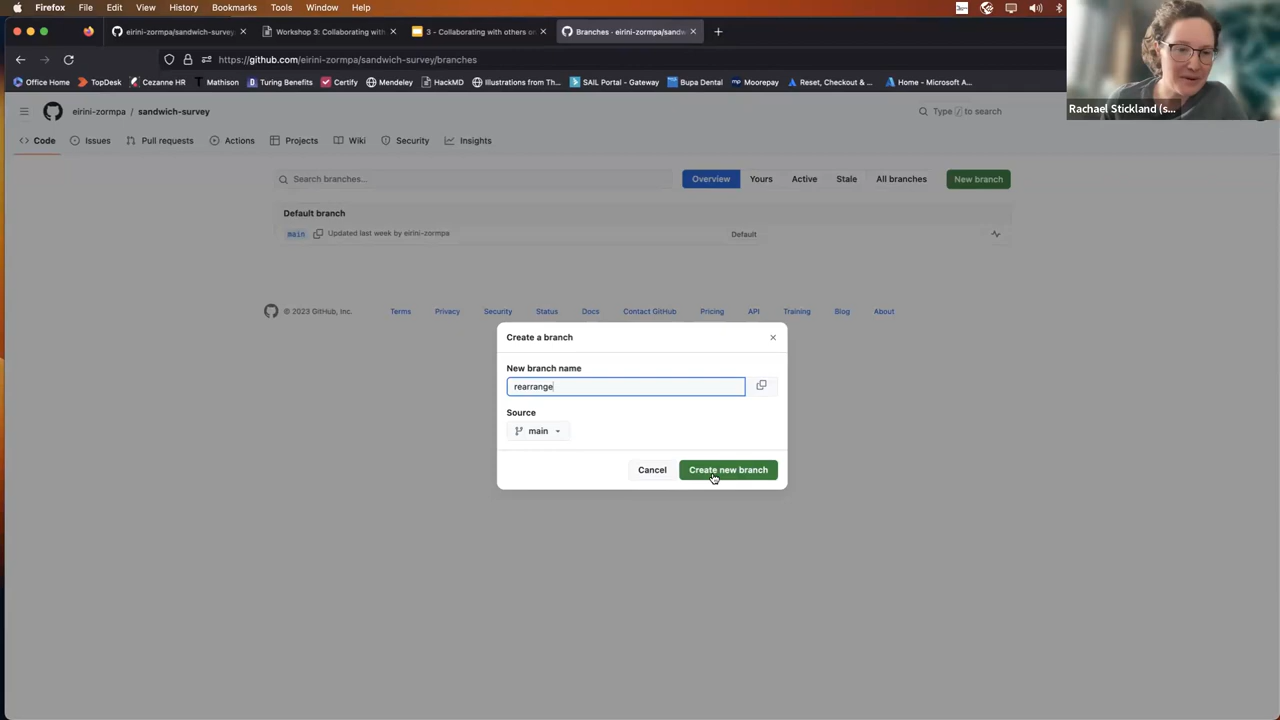 Firefox File Edit View History Bookmarks Tools Window Help
eirini-zormpa/sandwich-survey Workshop 3: Collaborating with 3 - Collaborating with others o Branches · eirini-zormpa/sandw
https://github.com/eirini-zormpa/sandwich-survey/branches
Office Home TopDesk Cezanne HR Mathison Turing Benefits Certify Mendeley HackMD Illustrations from Th... SAIL Portal - Gateway Bupa Dental Moorepay Reset, Checkout & ... Home - Microsoft A...
Rachael Stickland (s...
eirini-zormpa / sandwich-survey Type / to search
Code Issues Pull requests Actions Projects Wiki Security Insights
Search branches... Overview Yours Active Stale All branches New branch
Default branch
main Updated last week by eirini-zormpa Default
© 2023 GitHub, Inc. Terms Privacy Security Status Docs Contact GitHub Pricing API Training Blog About
Create a branch
New branch name
rearrange
Source
main
Cancel Create new branch